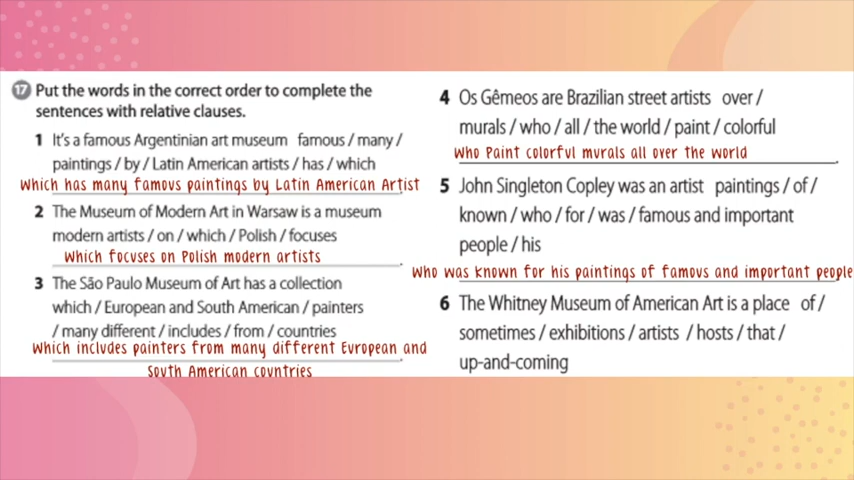 17 Put the words in the correct order to complete the
sentences with relative clauses.
1 It's a famous Argentinian art museum famous / many /
paintings / by / Latin American artists / has / which
Which has many famous paintings by Latin American Artist
2 The Museum of Modern Art in Warsaw is a museum
modern artists / on / which / Polish / focuses
Which focuses on Polish modern artists
3 The São Paulo Museum of Art has a collection
which / European and South American / painters
/ many different / includes / from / countries
Which includes painters from many different European and
South American countries
4 Os Gêmeos are Brazilian street artists over /
murals / who / all / the world / paint / colorful
Who Paint colorful murals all over the world
5 John Singleton Copley was an artist paintings / of /
known / who / for / was / famous and important
people / his
Who was known for his paintings of famous and important people
6 The Whitney Museum of American Art is a place of /
sometimes / exhibitions / artists / hosts / that /
up-and-coming